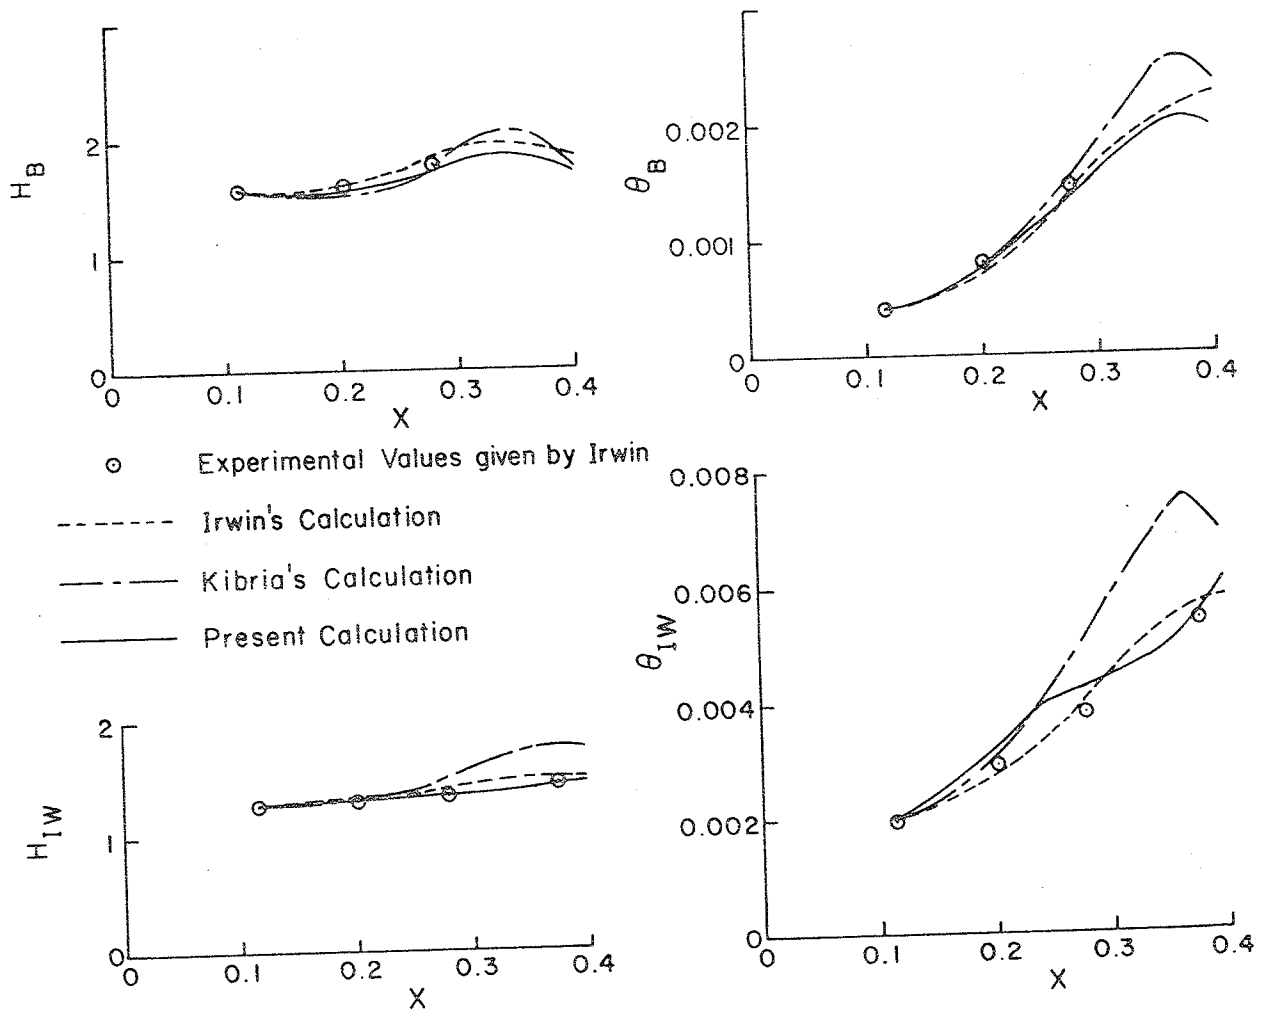 2
1
0
H_B
0 0.1 0.2 0.3 0.4
X
0.002
0.001
0
θ_B
0 0.1 0.2 0.3 0.4
X
Experimental Values given by Irwin
Irwin's Calculation
Kibria's Calculation
Present Calculation
2
1
0
H_IW
0 0.1 0.2 0.3 0.4
X
0.008
0.006
0.004
0.002
0
θ_IW
0 0.1 0.2 0.3 0.4
X